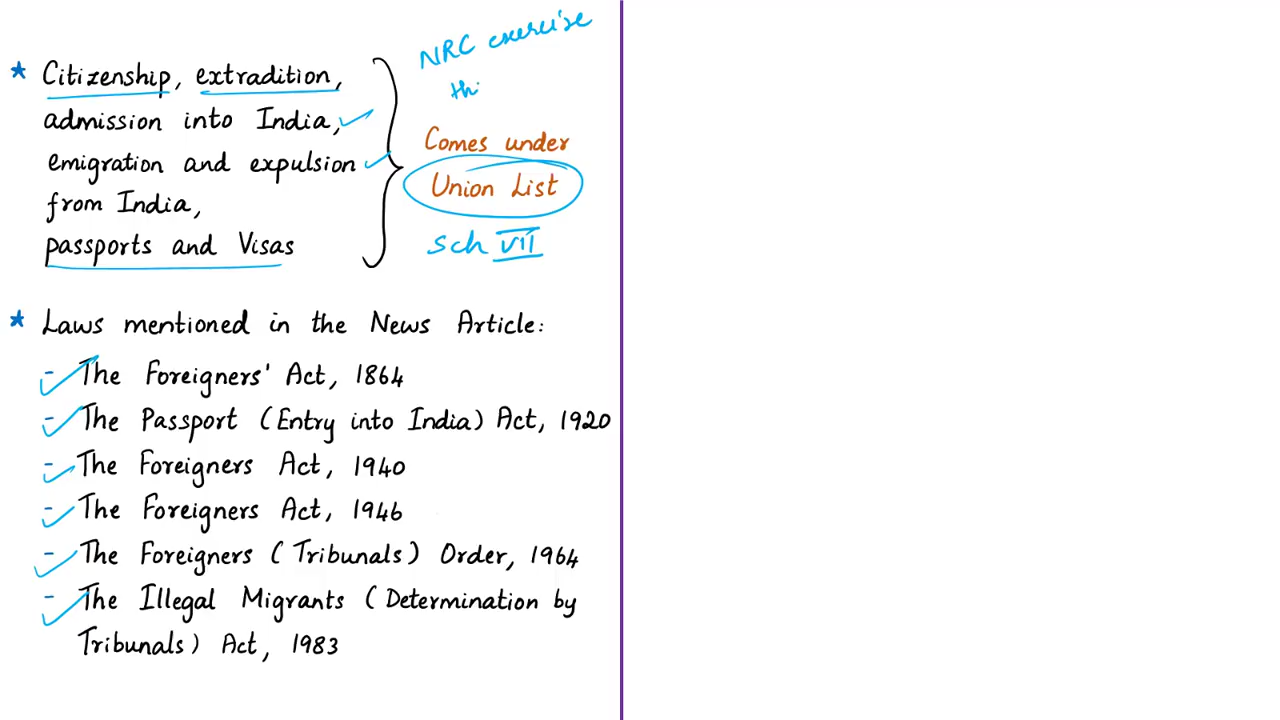 NRC exercise
thi
* Citizenship, extradition,
admission into India,
emigration and expulsion
from India,
passports and Visas
Comes under
Union List
Sch VII
* Laws mentioned in the News Article:
- The Foreigners' Act, 1864
- The Passport (Entry into India) Act, 1920
- The Foreigners Act, 1940
- The Foreigners Act, 1946
- The Foreigners (Tribunals) Order, 1964
- The Illegal Migrants (Determination by
Tribunals) Act, 1983